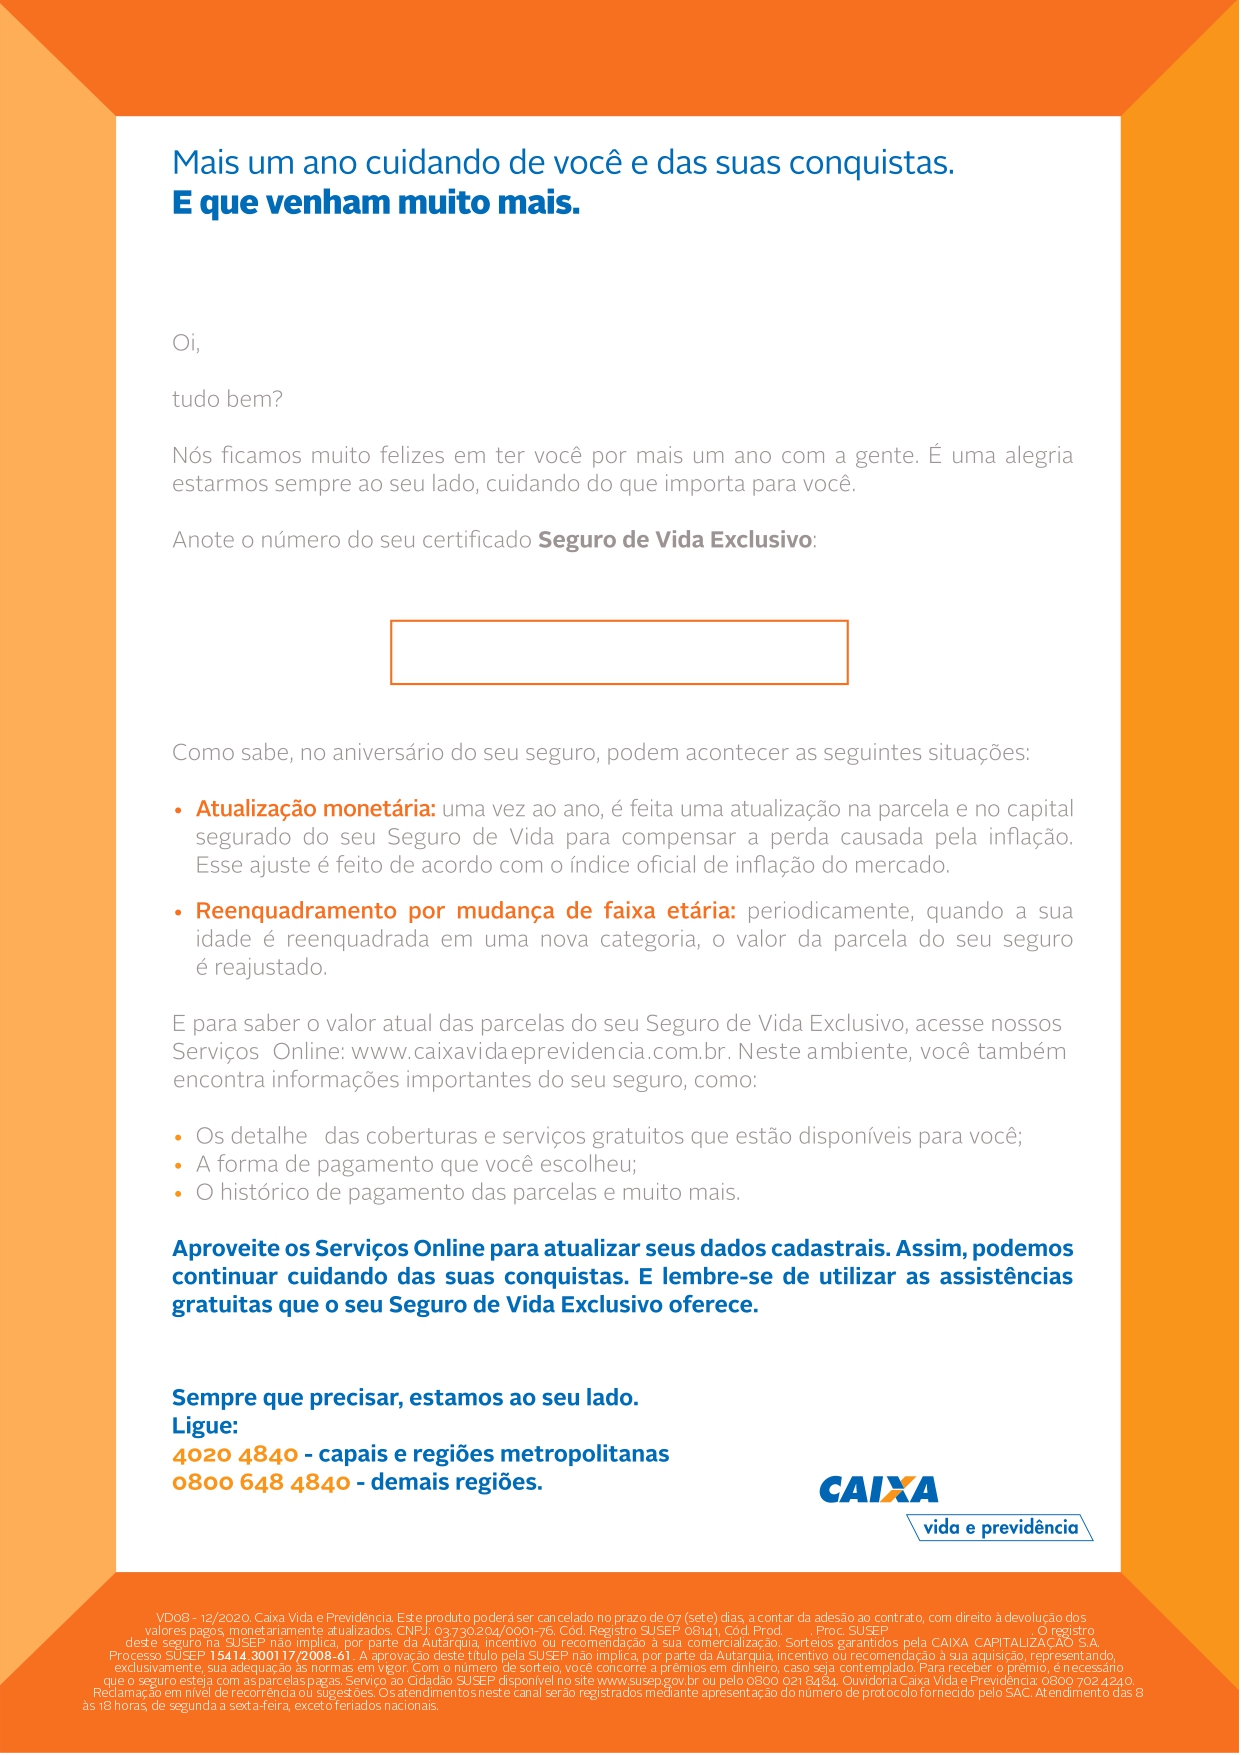 Mais um ano cuidando de você e das suas conquistas.
E que venham muito mais.
Oi,
tudo bem?
Nós ficamos muito felizes em ter você por mais um ano com a gente. É uma alegria
estarmos sempre ao seu lado, cuidando do que importa para você.
Anote o número do seu certificado Seguro de Vida Exclusivo:
Como sabe, no aniversário do seu seguro, podem acontecer as seguintes situações:
• Atualização monetária: uma vez ao ano, é feita uma atualização na parcela e no capital
segurado do seu Seguro de Vida para compensar a perda causada pela inflação.
Esse ajuste é feito de acordo com o índice oficial de inflação do mercado.
• Reenquadramento por mudança de faixa etária: periodicamente, quando a sua
idade é reenquadrada em uma nova categoria, o valor da parcela do seu seguro
é reajustado.
E para saber o valor atual das parcelas do seu Seguro de Vida Exclusivo, acesse nossos
Serviços Online: www.caixavidaeprevidencia.com.br. Neste ambiente, você também
encontra informações importantes do seu seguro, como:
• Os detalhe das coberturas e serviços gratuitos que estão disponíveis para você;
• A forma de pagamento que você escolheu;
• O histórico de pagamento das parcelas e muito mais.
Aproveite os Serviços Online para atualizar seus dados cadastrais. Assim, podemos
continuar cuidando das suas conquistas. E lembre-se de utilizar as assistências
gratuitas que o seu Seguro de Vida Exclusivo oferece.
Sempre que precisar, estamos ao seu lado.
Ligue:
4020 4840 - capais e regiões metropolitanas
0800 648 4840 - demais regiões.
CAIXA
vida e previdência
VD08 - 12/2020. Caixa Vida e Previdência. Este produto poderá ser cancelado no prazo de 07 (sete) dias, a contar da adesão ao contrato, com direito à devolução dos
valores pagos, monetariamente atualizados. CNPJ: 03.730.204/0001-76. Cód. Registro SUSEP 08141, Cód. Prod. . Proc. SUSEP . O registro
deste seguro na SUSEP não implica, por parte da Autarquia, incentivo ou recomendação à sua comercialização. Sorteios garantidos pela CAIXA CAPITALIZAÇÃO S.A.
Processo SUSEP 15414.300117/2008-61. A aprovação deste título pela SUSEP não implica, por parte da Autarquia, incentivo ou recomendação à sua aquisição, representando,
exclusivamente, sua adequação às normas em vigor. Com o número de sorteio, você concorre a prêmios em dinheiro, caso seja contemplado. Para receber o prêmio, é necessário
que o seguro esteja com as parcelas pagas. Serviço ao Cidadão SUSEP disponível no site www.susep.gov.br ou pelo 0800 021 8484. Ouvidoria Caixa Vida e Previdência: 0800 702 4240.
Reclamação em nível de recorrência ou sugestões. Os atendimentos neste canal serão registrados mediante apresentação do número de protocolo fornecido pelo SAC. Atendimento das 8
às 18 horas, de segunda a sexta-feira, exceto feriados nacionais.